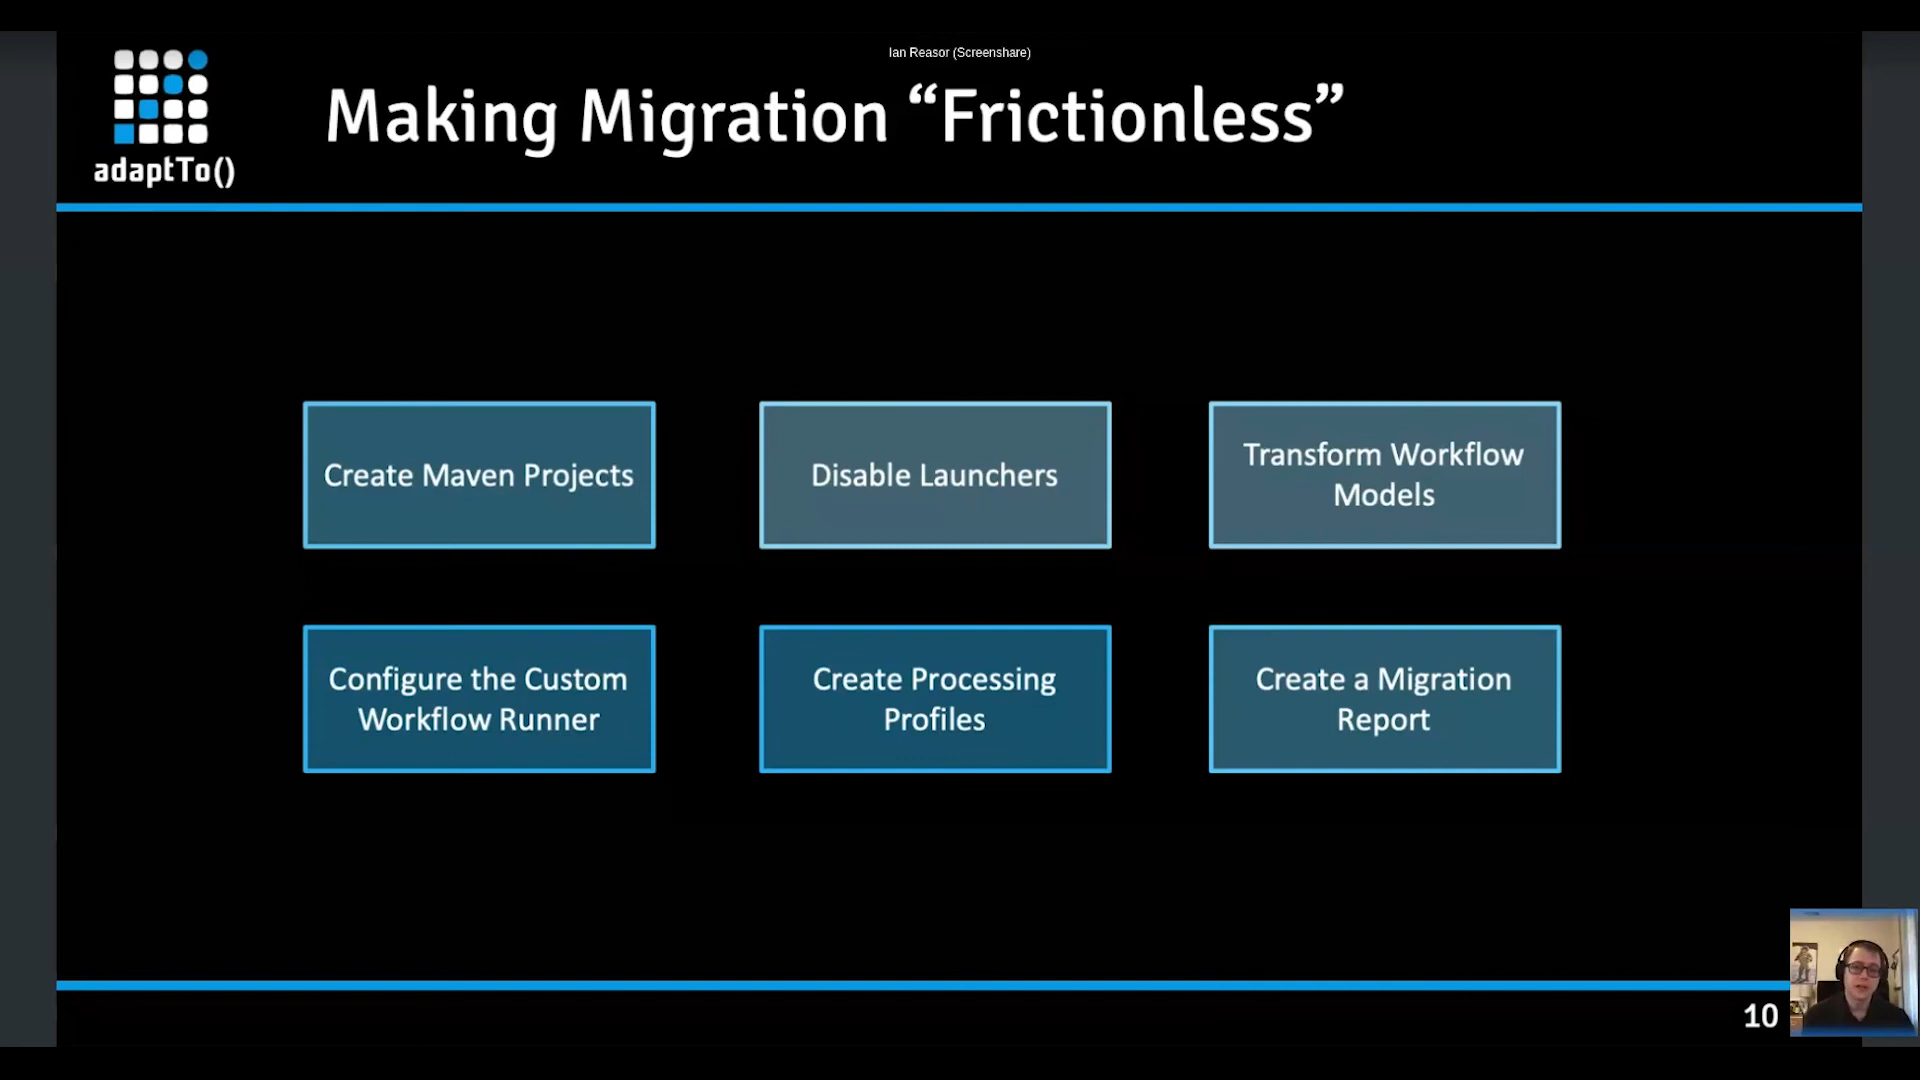 Ian Reasor (Screenshare)
Making Migration “Frictionless”
adaptTo()
Create Maven Projects
Disable Launchers
Transform Workflow
Models
Configure the Custom
Workflow Runner
Create Processing
Profiles
Create a Migration
Report
10